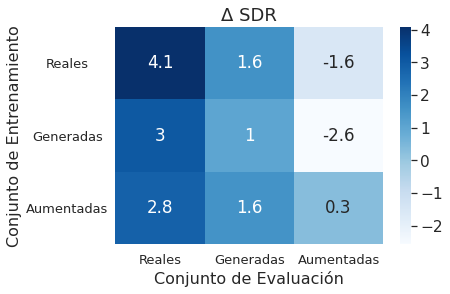 Δ SDR
Conjunto de Entrenamiento
Reales
4.1
1.6
-1.6
Generadas
3
1
-2.6
Aumentadas
2.8
1.6
0.3
Reales
Generadas
Aumentadas
Conjunto de Evaluación
4
3
2
1
0
−1
−2